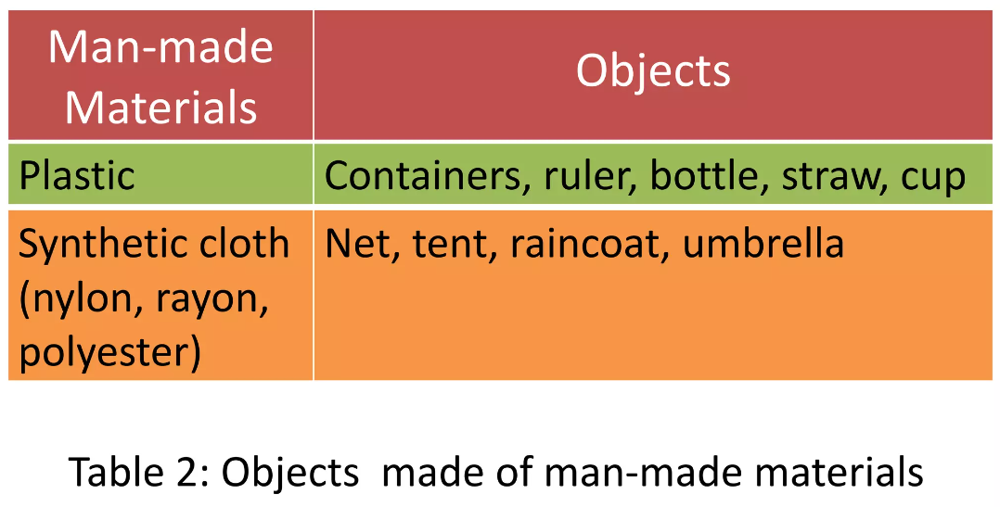 Man-made
Materials
Objects
Plastic
Containers, ruler, bottle, straw, cup
Synthetic cloth
(nylon, rayon,
polyester)
Net, tent, raincoat, umbrella
Table 2: Objects  made of man-made materials